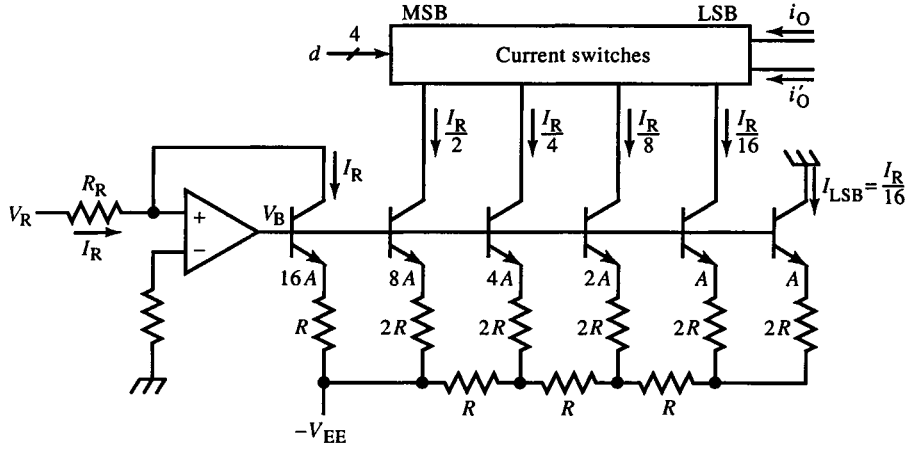 MSB LSB
4
d Current switches
i_O
i'_O
I_R/2 I_R/4 I_R/8 I_R/16
I_R
I_LSB = I_R/16
R_R
V_R
+
V_B
I_R
−
16A 8A 4A 2A A A
R 2R 2R 2R 2R 2R
R R R
−V_EE